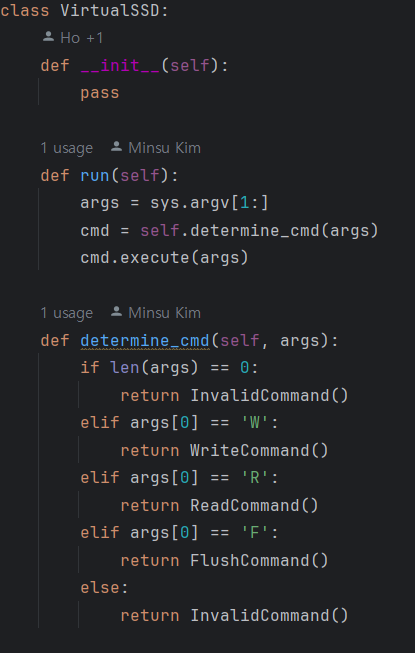 class VirtualSSD:
Ho +1
def __init__(self):
pass
1 usage Minsu Kim
def run(self):
args = sys.argv[1:]
cmd = self.determine_cmd(args)
cmd.execute(args)
1 usage Minsu Kim
def determine_cmd(self, args):
if len(args) == 0:
return InvalidCommand()
elif args[0] == 'W':
return WriteCommand()
elif args[0] == 'R':
return ReadCommand()
elif args[0] == 'F':
return FlushCommand()
else:
return InvalidCommand()